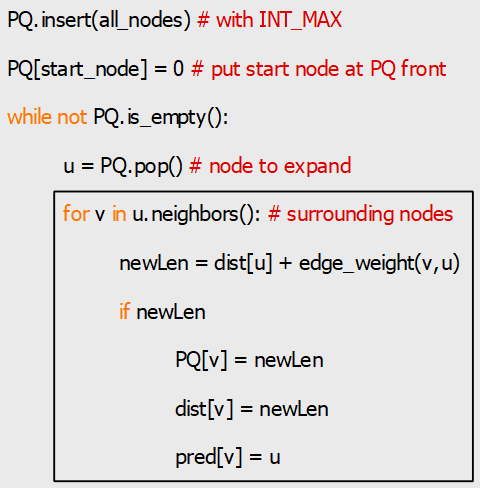 PQ.insert(all_nodes) # with INT_MAX
PQ[start_node] = 0 # put start node at PQ front
while not PQ.is_empty():
u = PQ.pop() # node to expand
for v in u.neighbors(): # surrounding nodes
newLen = dist[u] + edge_weight(v,u)
if newLen
PQ[v] = newLen
dist[v] = newLen
pred[v] = u